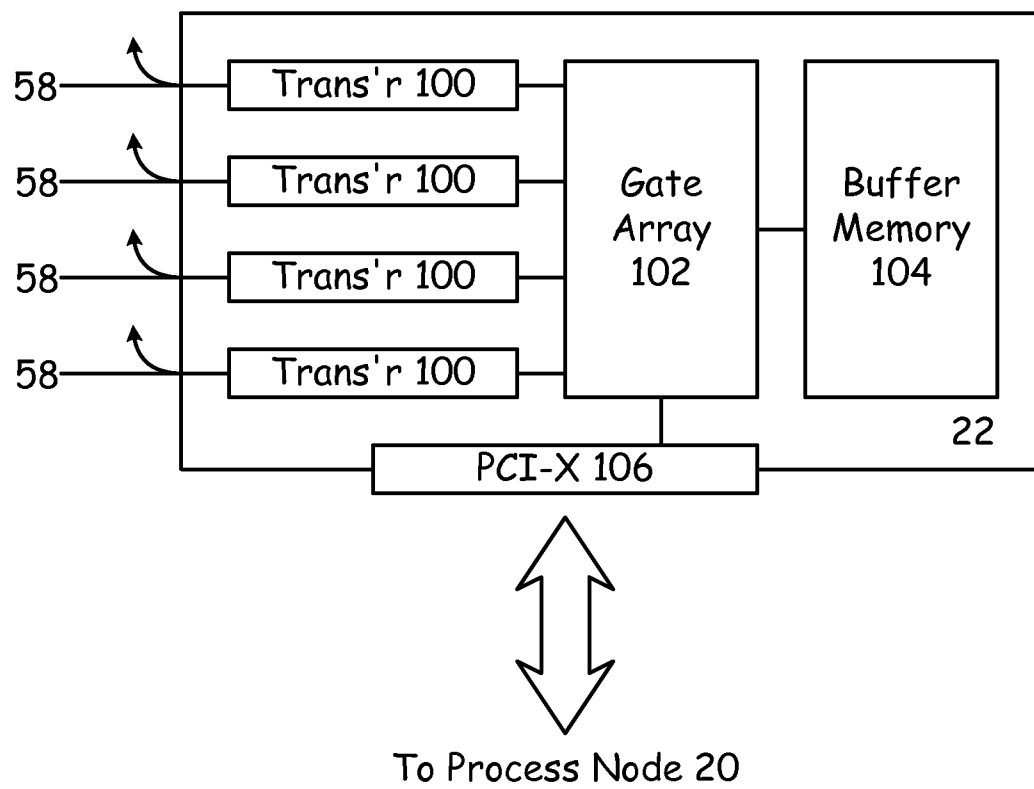 58
Trans'r 100
58
Trans'r 100
58
Trans'r 100
58
Trans'r 100
Gate
Array
102
Buffer
Memory
104
22
PCI-X 106
To Process Node 20